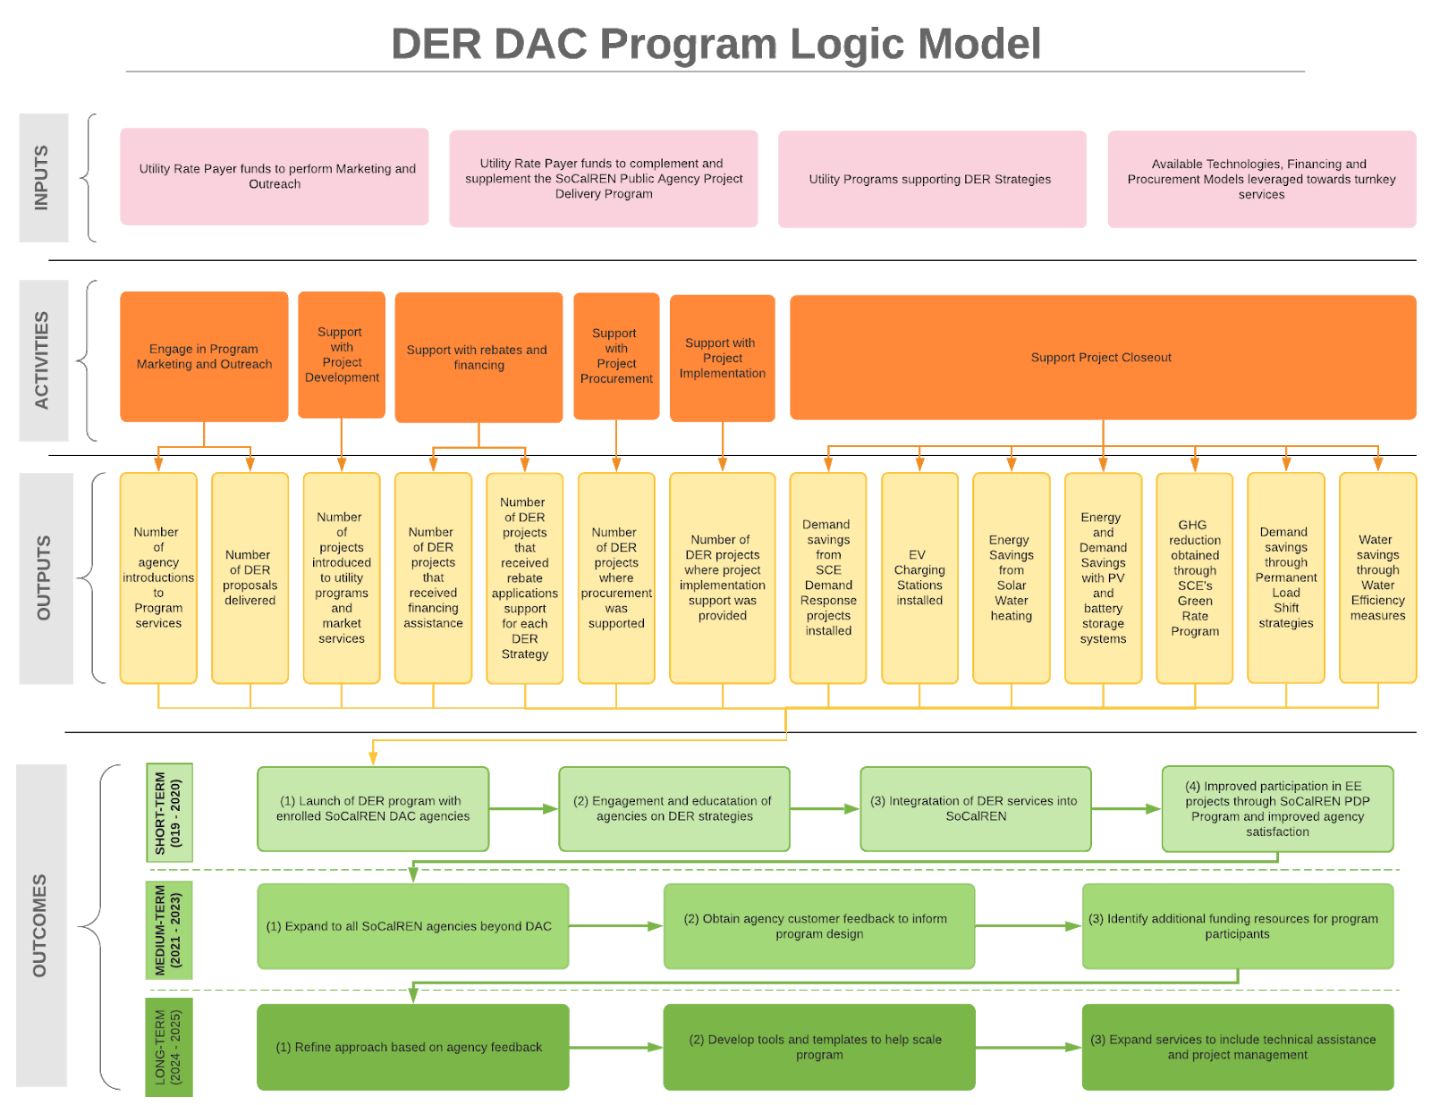 DER DAC Program Logic Model
INPUTS
Utility Rate Payer funds to perform Marketing and
Outreach
Utility Rate Payer funds to complement and
supplement the SoCalREN Public Agency Project
Delivery Program
Utility Programs supporting DER Strategies
Available Technologies, Financing and
Procurement Models leveraged towards turnkey
services
ACTIVITIES
Engage in Program
Marketing and Outreach
Support
with
Project
Development
Support with rebates and
financing
Support
with
Project
Procurement
Support with
Project
Implementation
Support Project Closeout
OUTPUTS
Number
of
agency
introductions
to
Program
services
Number
of DER
proposals
delivered
Number
of
projects
introduced
to utility
programs
and
market
services
Number
of DER
projects
that
received
financing
assistance
Number
of DER
projects
that
received
rebate
applications
support
for each
DER
Strategy
Number
of DER
projects
where
procurement
was
supported
Number of
DER projects
where project
implementation
support was
provided
Demand
savings
from
SCE
Demand
Response
projects
installed
EV
Charging
Stations
installed
Energy
Savings
from
Solar
Water
heating
Energy
and
Demand
Savings
with PV
and
battery
storage
systems
GHG
reduction
obtained
through
SCE's
Green
Rate
Program
Demand
savings
through
Permanent
Load
Shift
strategies
Water
savings
through
Water
Efficiency
measures
OUTCOMES
SHORT-TERM
(019 - 2020)
(1) Launch of DER program with
enrolled SoCalREN DAC agencies
(2) Engagement and educatation of
agencies on DER strategies
(3) Integratation of DER services into
SoCalREN
(4) Improved participation in EE
projects through SoCalREN PDP
Program and improved agency
satisfaction
MEDIUM-TERM
(2021 - 2023)
(1) Expand to all SoCalREN agencies beyond DAC
(2) Obtain agency customer feedback to inform
program design
(3) Identify additional funding resources for program
participants
LONG-TERM
(2024 - 2025)
(1) Refine approach based on agency feedback
(2) Develop tools and templates to help scale
program
(3) Expand services to include technical assistance
and project management